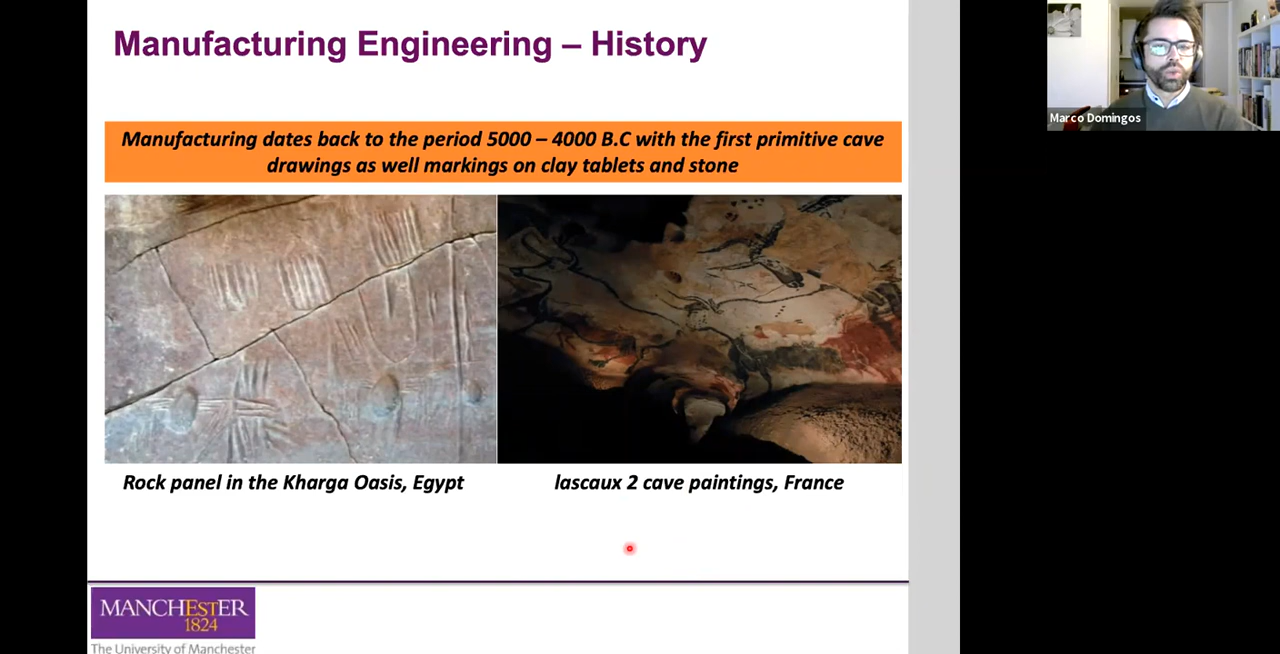 Manufacturing Engineering – History
Marco Domingos
Manufacturing dates back to the period 5000 – 4000 B.C with the first primitive cave
drawings as well markings on clay tablets and stone
Rock panel in the Kharga Oasis, Egypt
lascaux 2 cave paintings, France
MANCHESTER
1824
The University of Manchester